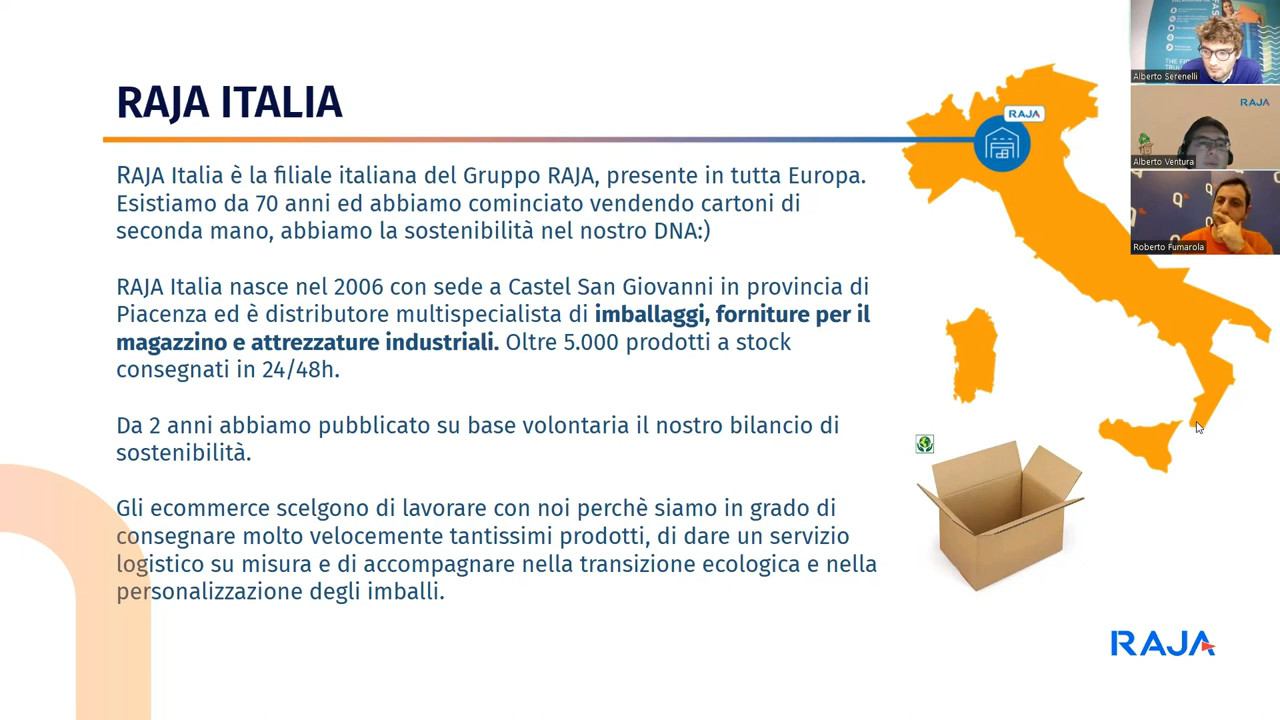 RAJA ITALIA
RAJA Italia è la filiale italiana del Gruppo RAJA, presente in tutta Europa.
Esistiamo da 70 anni ed abbiamo cominciato vendendo cartoni di
seconda mano, abbiamo la sostenibilità nel nostro DNA:)
RAJA Italia nasce nel 2006 con sede a Castel San Giovanni in provincia di
Piacenza ed è distributore multispecialista di imballaggi, forniture per il
magazzino e attrezzature industriali. Oltre 5.000 prodotti a stock
consegnati in 24/48h.
Da 2 anni abbiamo pubblicato su base volontaria il nostro bilancio di
sostenibilità.
Gli ecommerce scelgono di lavorare con noi perchè siamo in grado di
consegnare molto velocemente tantissimi prodotti, di dare un servizio
logistico su misura e di accompagnare nella transizione ecologica e nella
personalizzazione degli imballi.
RAJA
RAJA
Alberto Serenelli
RAJA
Alberto Ventura
Roberto Fumarola